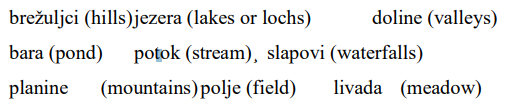 brežuljci (hills)jezera (lakes or lochs) doline (valleys)
bara (pond) potok (stream)¸ slapovi (waterfalls)
planine (mountains) polje (field) livada (meadow)